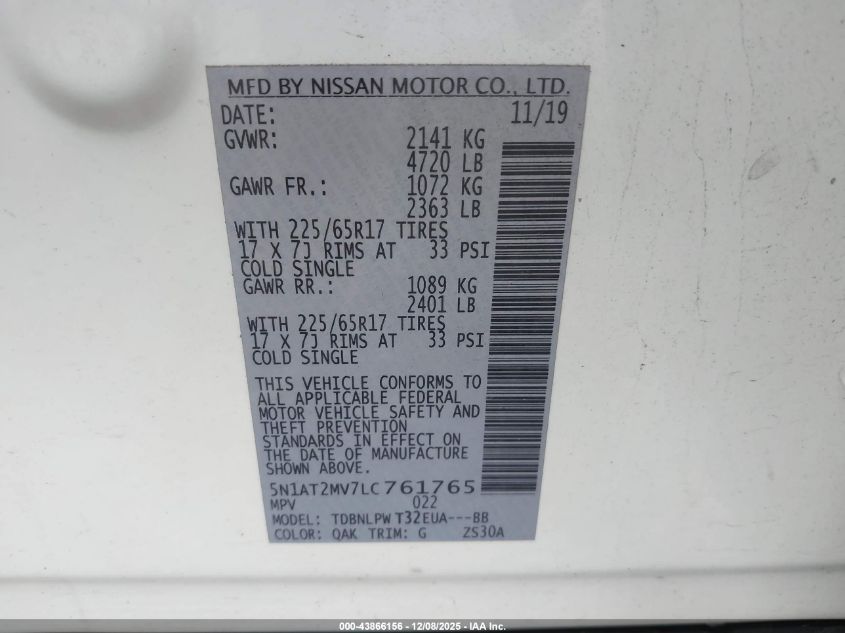 MFD BY NISSAN MOTOR CO., LTD.
DATE: 11/19
GVWR: 2141 KG
4720 LB
GAWR FR.: 1072 KG
2363 LB
WITH 225/65R17 TIRES
17 X 7J RIMS AT 33 PSI
COLD SINGLE
GAWR RR.: 1089 KG
2401 LB
WITH 225/65R17 TIRES
17 X 7J RIMS AT 33 PSI
COLD SINGLE
THIS VEHICLE CONFORMS TO
ALL APPLICABLE FEDERAL
MOTOR VEHICLE SAFETY AND
THEFT PREVENTION
STANDARDS IN EFFECT ON
THE DATE OF MANUFACTURE
SHOWN ABOVE.
5N1AT2MV7LC761765
MPV 022
MODEL: TDBNLPW T32EUA---BB
COLOR: QAK TRIM: G ZS30A
000-43866156 - 12/08/2025 - IAA Inc.